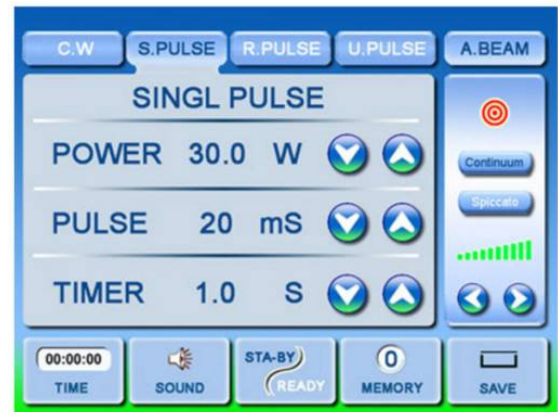 C.W S.PULSE R.PULSE U.PULSE A.BEAM
SINGL PULSE
POWER 30.0 W
Continuum
PULSE 20 mS
Spiccato
TIMER 1.0 S
00:00:00 STA-BY 0
READY
TIME SOUND MEMORY SAVE